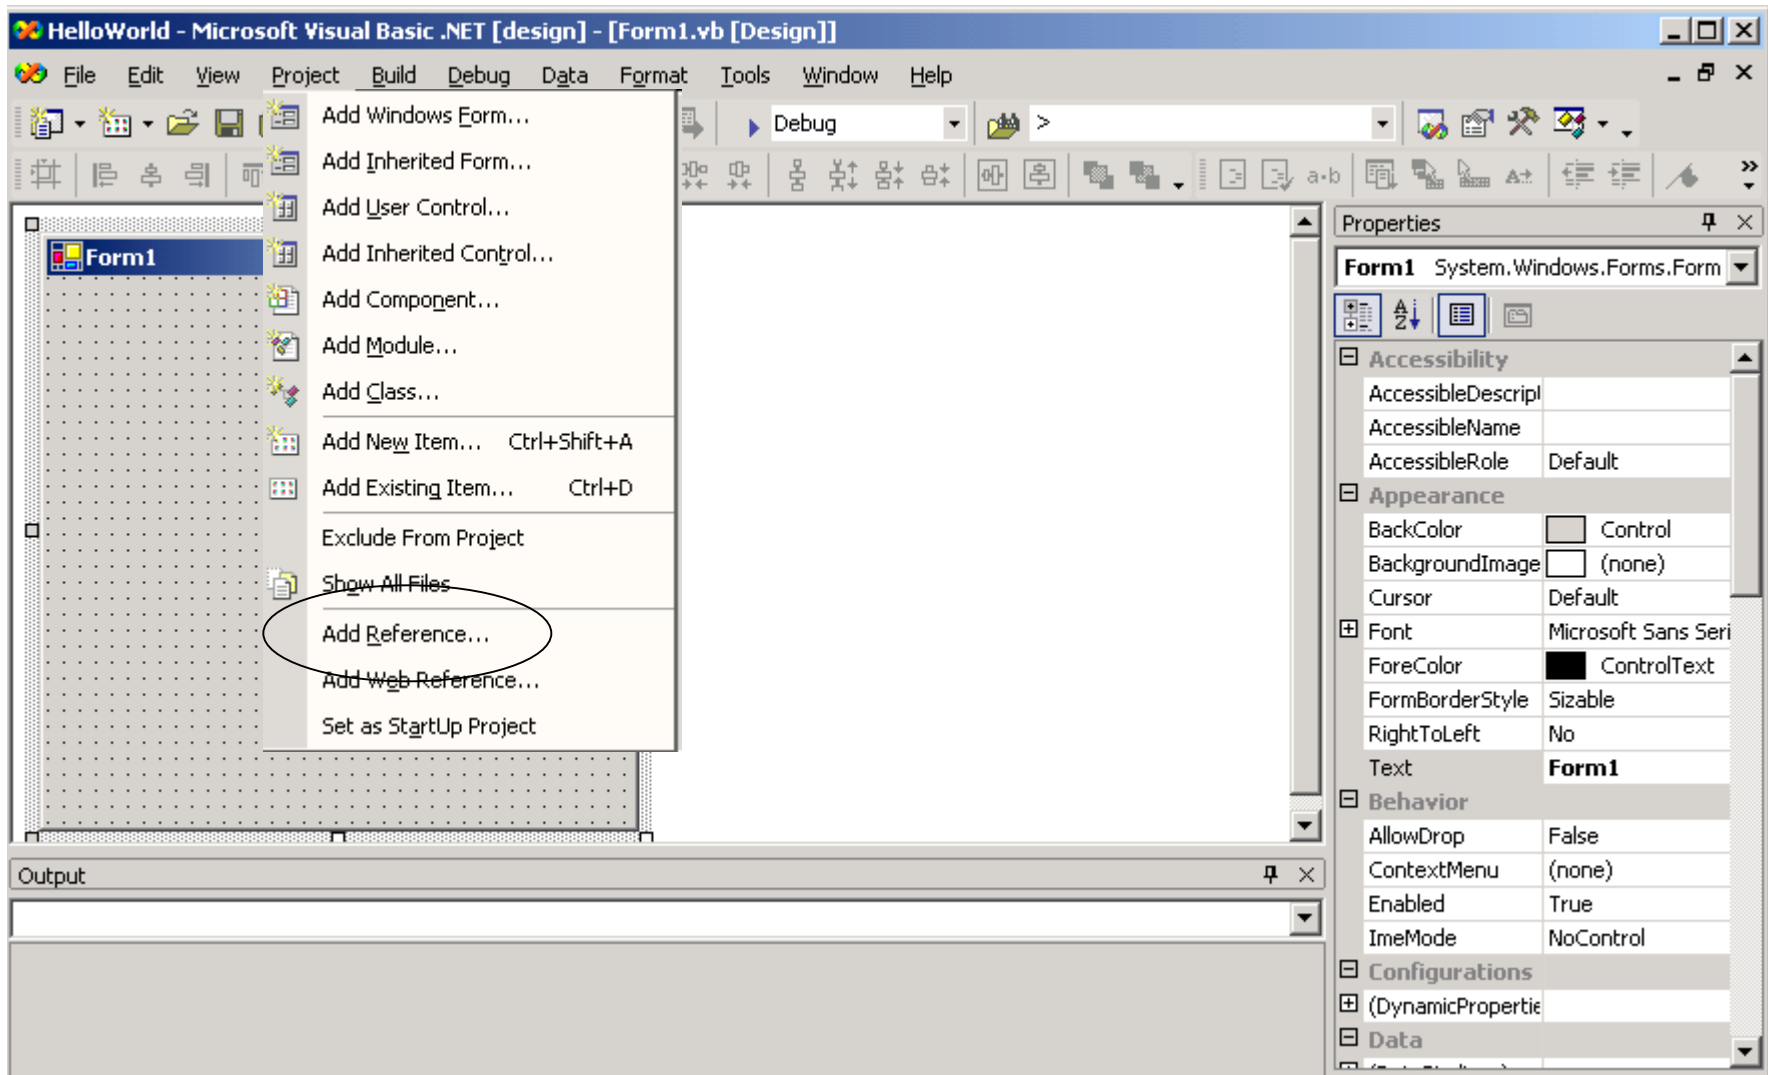 HelloWorld - Microsoft Visual Basic .NET [design] - [Form1.vb [Design]]
File Edit View Project Build Debug Data Format Tools Window Help
Debug
>
Add Windows Form...
Add Inherited Form...
Add User Control...
Add Inherited Control...
Add Component...
Add Module...
Add Class...
Add New Item... Ctrl+Shift+A
Add Existing Item... Ctrl+D
Exclude From Project
Show All Files
Add Reference...
Add Web Reference...
Set as StartUp Project
Form1
Properties
Form1 System.Windows.Forms.Form
Accessibility
AccessibleDescript
AccessibleName
AccessibleRole Default
Appearance
BackColor Control
BackgroundImage (none)
Cursor Default
Font Microsoft Sans Seri
ForeColor ControlText
FormBorderStyle Sizable
RightToLeft No
Text Form1
Behavior
AllowDrop False
ContextMenu (none)
Enabled True
ImeMode NoControl
Configurations
(DynamicPropertie
Data
Output